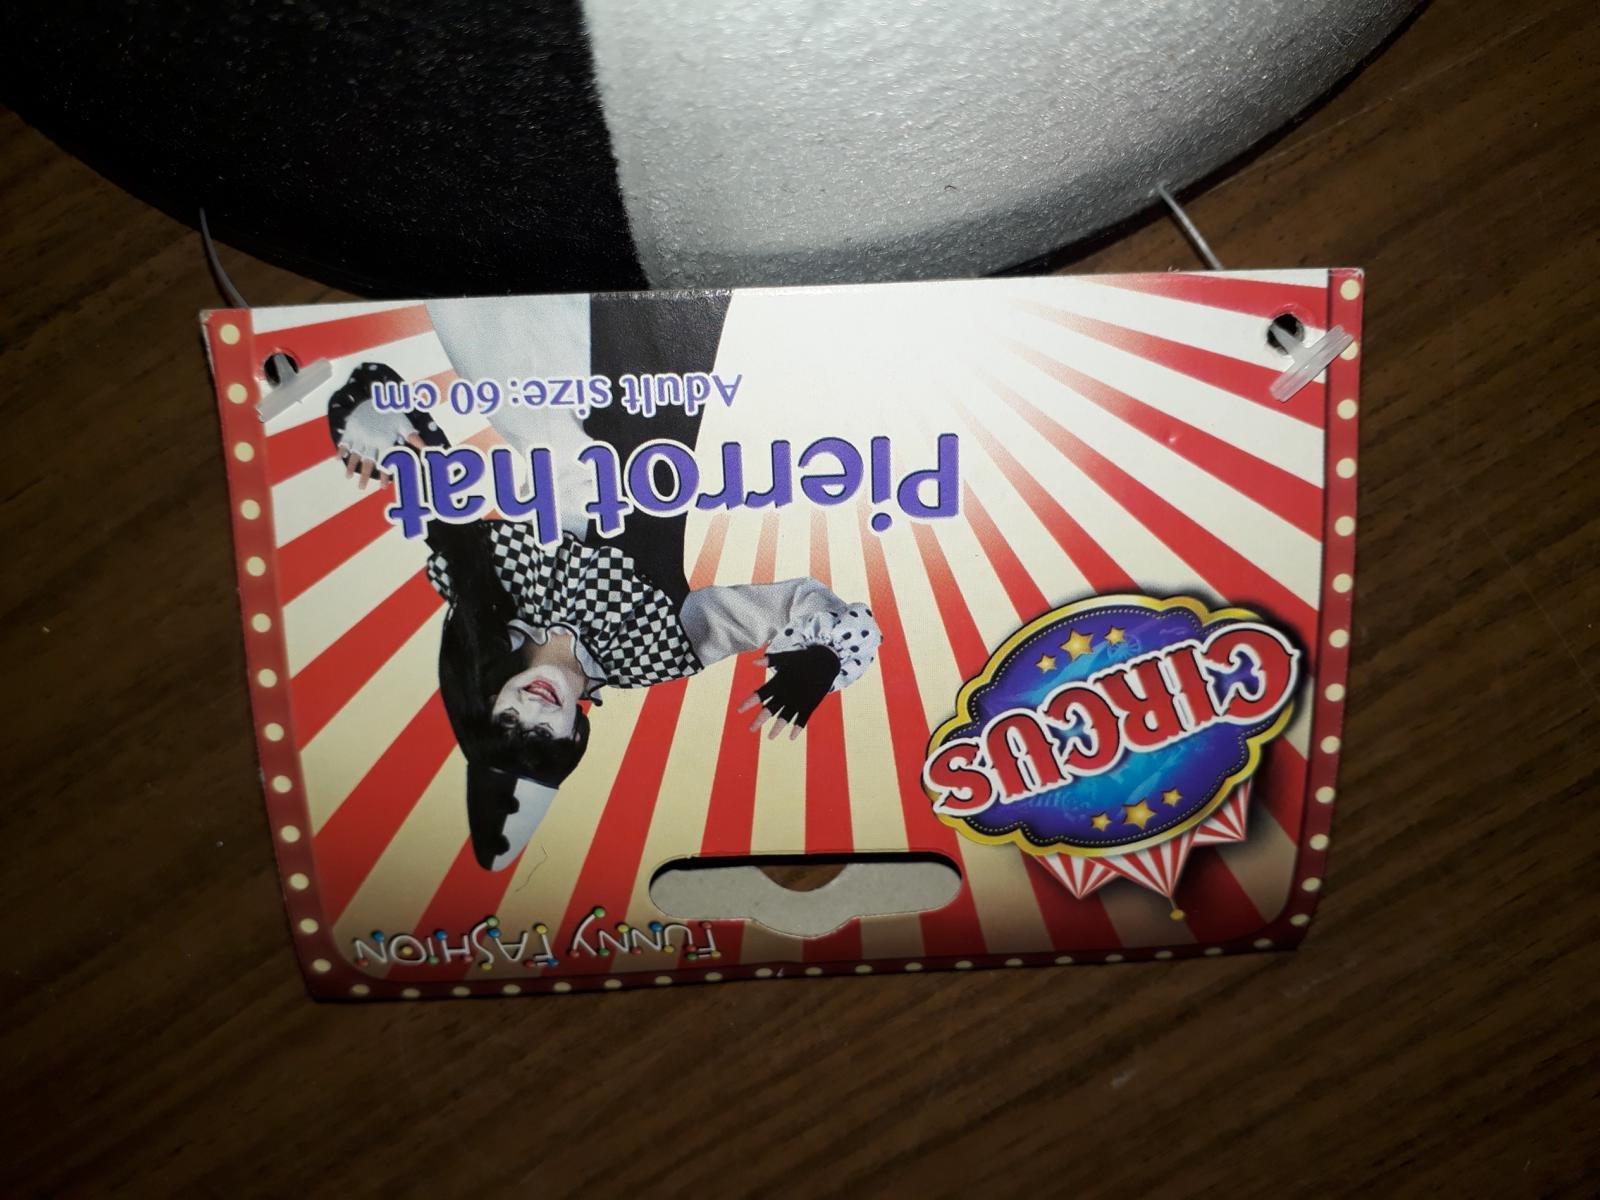 FUNNY FASHION
CIRCUS
Pierrot hat
Adult size: 60 cm